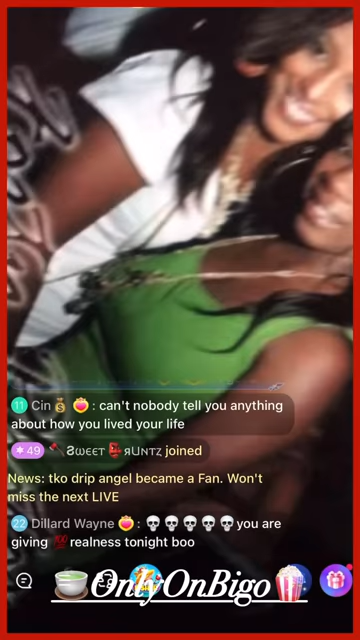 11 Cin💰😍 : can't nobody tell you anything
about how you lived your life
49 Ƨωєєт ЯUNTZ joined
News: tko drip angel became a Fan. Won't
miss the next LIVE
22 Dillard Wayne 😍 : 💀💀💀💀💀you are
giving 💯 realness tonight boo
🍵 OnlyOnBigo 🍿